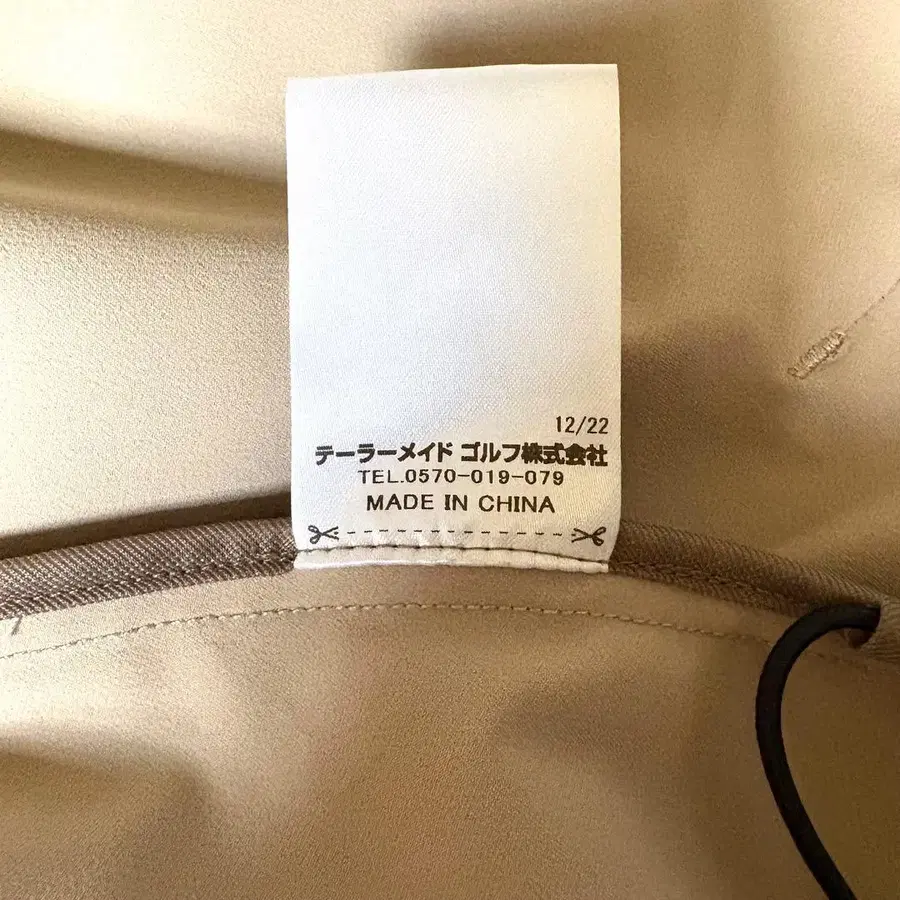 12/22
テーラーメイド ゴルフ株式会社
TEL.0570-019-079
MADE IN CHINA